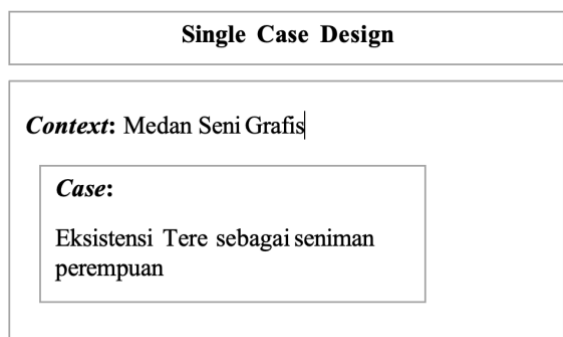 Single Case Design
Context: Medan Seni Grafis
Case:
Eksistensi Tere sebagai seniman
perempuan